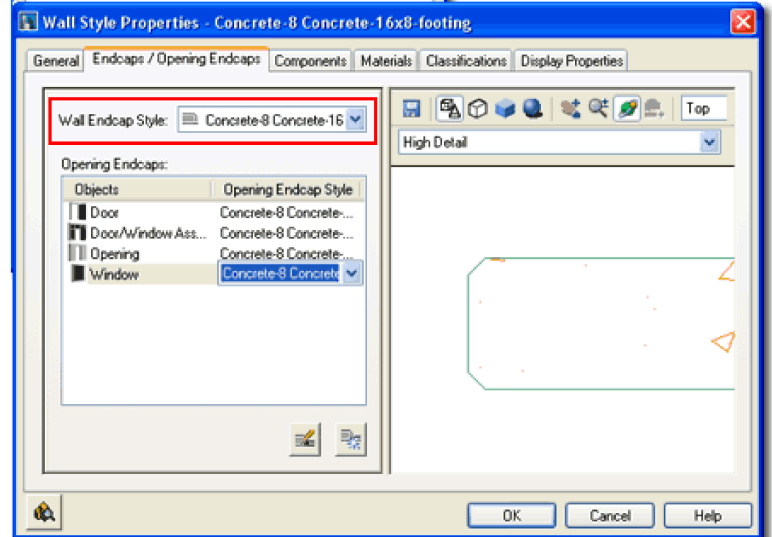 Wall Style Properties - Concrete-8 Concrete-16x8-footing
General Endcaps / Opening Endcaps Components Materials Classifications Display Properties
Wall Endcap Style: Concrete-8 Concrete-16
Top
High Detail
Opening Endcaps:
Objects Opening Endcap Style
Door Concrete-8 Concrete-...
Door/Window Ass... Concrete-8 Concrete-...
Opening Concrete-8 Concrete-...
Window Concrete-8 Concrete
OK Cancel Help